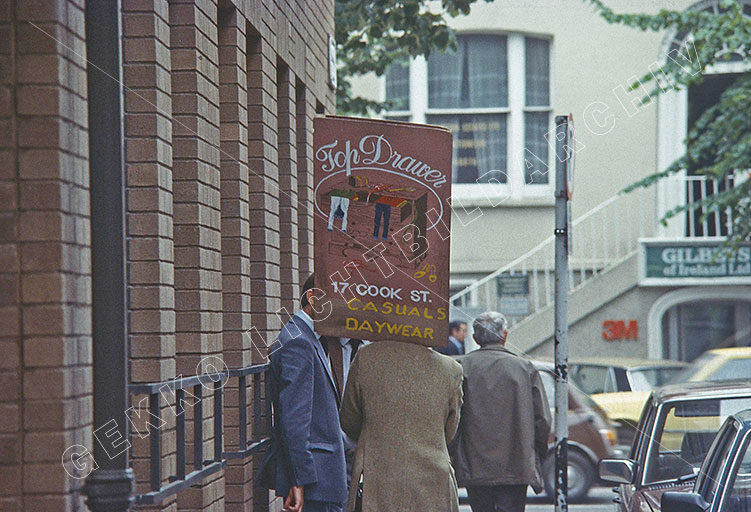 Top Drawer
17 COOK ST.
CASUALS
DAYWEAR
GILBEYS
of Ireland Ltd
3M
© GEKKO LICHTBILDARCHIV ©